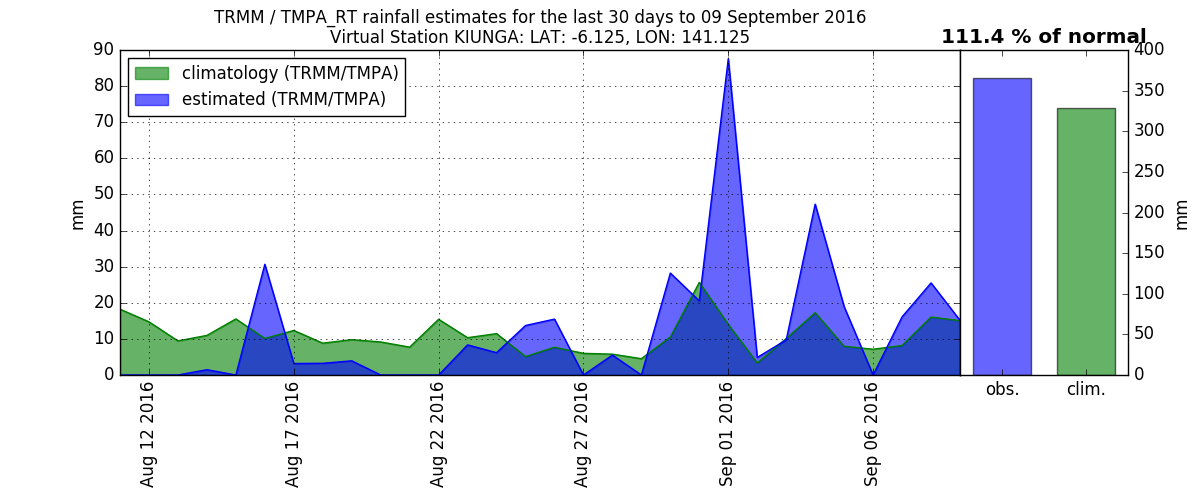 TRMM / TMPA_RT rainfall estimates for the last 30 days to 09 September 2016
Virtual Station KIUNGA: LAT: -6.125, LON: 141.125
111.4 % of normal
climatology (TRMM/TMPA)
estimated (TRMM/TMPA)
90
80
70
60
50
40
30
20
10
0
mm
Aug 12 2016
Aug 17 2016
Aug 22 2016
Aug 27 2016
Sep 01 2016
Sep 06 2016
400
350
300
250
200
150
100
50
0
mm
obs.
clim.